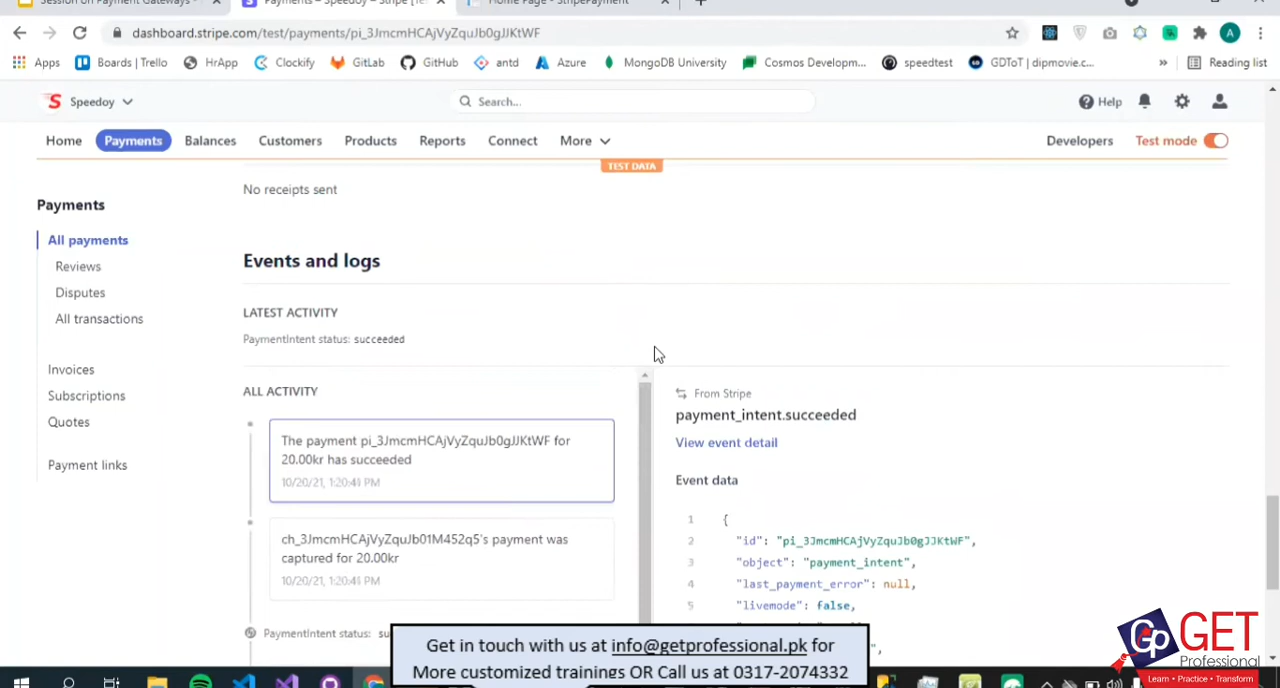 Session on Payment Gateways -
Payments – Speedoy – Stripe [Te
Home Page - StripePayment
dashboard.stripe.com/test/payments/pi_3JmcmHCAjVyZquJb0gJJKtWF
A
Apps
Boards | Trello
HrApp
Clockify
GitLab
GitHub
antd
Azure
MongoDB University
Cosmos Developm...
speedtest
GDToT | dipmovie.c...
»
Reading list
S
Speedoy
Search...
Help
Home
Payments
Balances
Customers
Products
Reports
Connect
More
Developers
Test mode
TEST DATA
Payments
All payments
Reviews
Disputes
All transactions
Invoices
Subscriptions
Quotes
Payment links
No receipts sent
Events and logs
LATEST ACTIVITY
PaymentIntent status: succeeded
ALL ACTIVITY
The payment pi_3JmcmHCAjVyZquJb0gJJKtWF for
20.00kr has succeeded
10/20/21, 1:20:41 PM
ch_3JmcmHCAjVyZquJb01M452q5's payment was
captured for 20.00kr
10/20/21, 1:20:41 PM
PaymentIntent status:
From Stripe
payment_intent.succeeded
View event detail
Event data
1 {
2 "id": "pi_3JmcmHCAjVyZquJb0gJJKtWF",
3 "object": "payment_intent",
4 "last_payment_error": null,
5 "livemode": false,
Get in touch with us at info@getprofessional.pk for
More customized trainings OR Call us at 0317-2074332
Gp GET
Professional
Learn • Practice • Transform